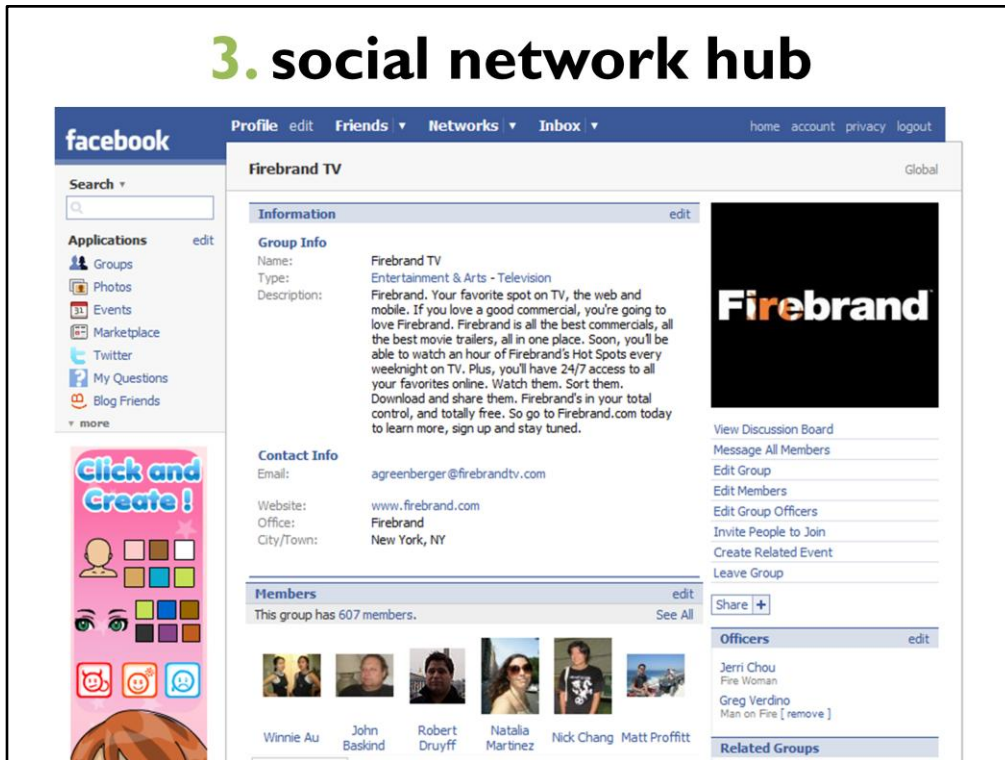 3. social network hub
facebook
Profile edit Friends ▾ Networks ▾ Inbox ▾ home account privacy logout
Search ▾
Applications edit
Groups
Photos
31 Events
Marketplace
Twitter
My Questions
Blog Friends
▾ more
Click and
Create !
Firebrand TV Global
Information edit
Group Info
Name: Firebrand TV
Type: Entertainment & Arts - Television
Description: Firebrand. Your favorite spot on TV, the web and
mobile. If you love a good commercial, you're going to
love Firebrand. Firebrand is all the best commercials, all
the best movie trailers, all in one place. Soon, you'll be
able to watch an hour of Firebrand's Hot Spots every
weeknight on TV. Plus, you'll have 24/7 access to all
your favorites online. Watch them. Sort them.
Download and share them. Firebrand's in your total
control, and totally free. So go to Firebrand.com today
to learn more, sign up and stay tuned.
Contact Info
Email: agreenberger@firebrandtv.com
Website: www.firebrand.com
Office: Firebrand
City/Town: New York, NY
Members edit
This group has 607 members. See All
Winnie Au
John
Baskind
Robert
Druyff
Natalia
Martinez
Nick Chang
Matt Proffitt
Firebrand
View Discussion Board
Message All Members
Edit Group
Edit Members
Edit Group Officers
Invite People to Join
Create Related Event
Leave Group
Share +
Officers edit
Jerri Chou
Fire Woman
Greg Verdino
Man on Fire [ remove ]
Related Groups